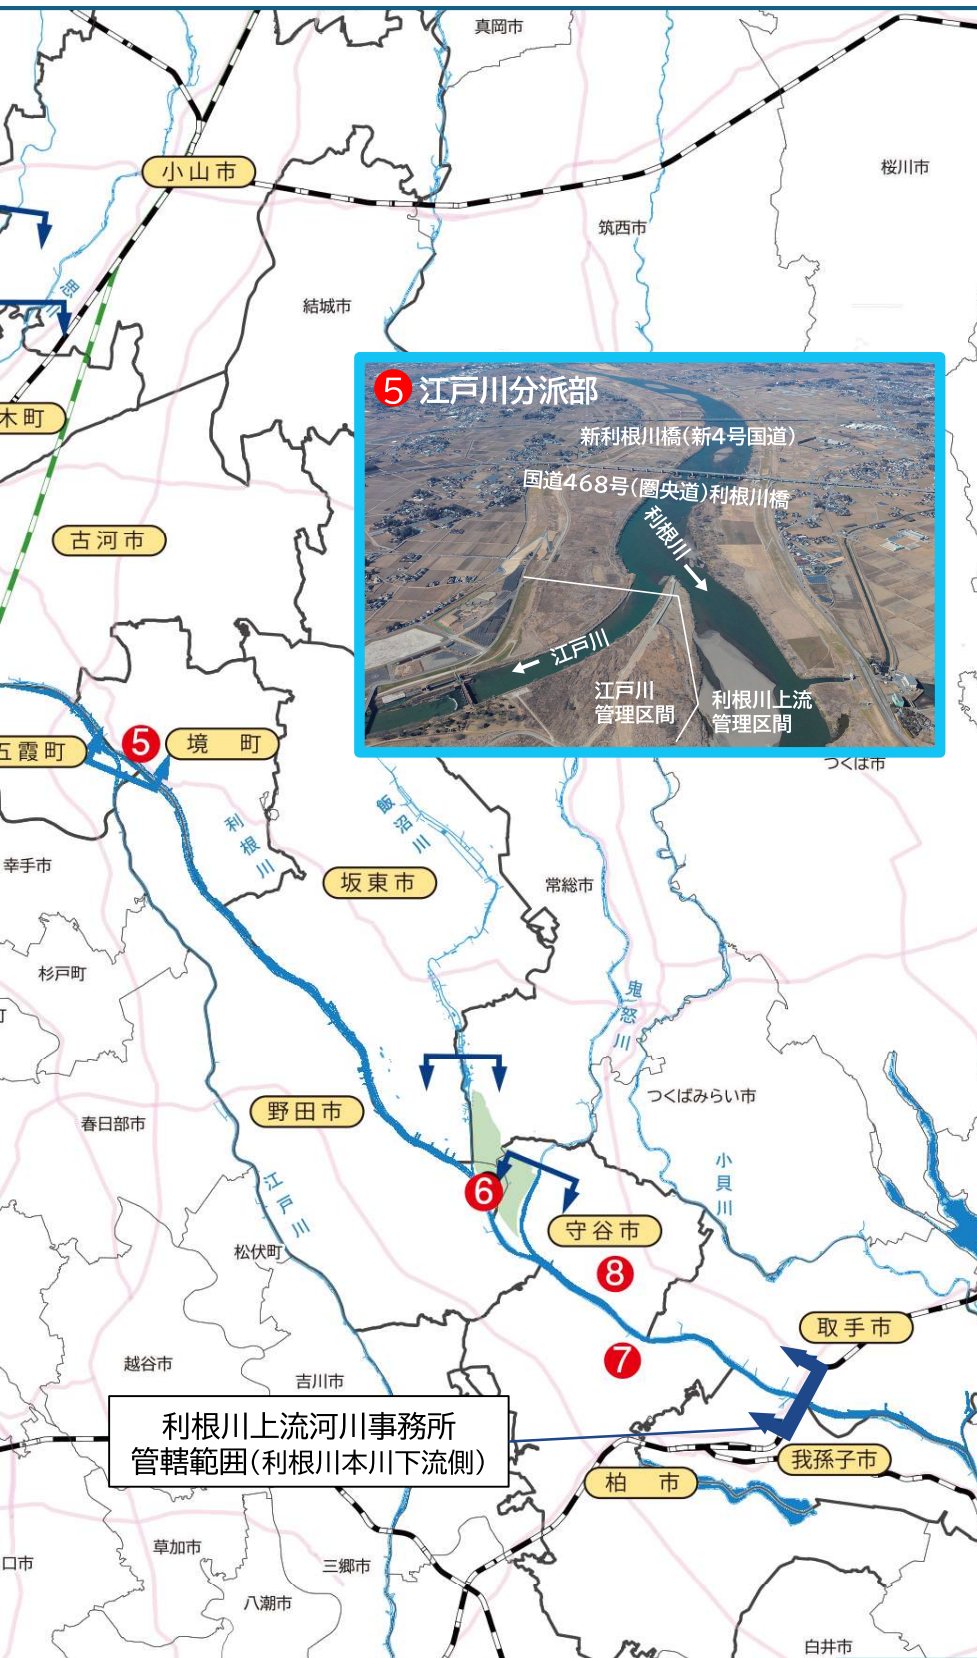 真岡市
小山市
桜川市
筑西市
思川
結城市
木町
5 江戸川分派部
新利根川橋(新4号国道)
国道468号(圏央道)利根川橋
利根川
江戸川
江戸川
管理区間
利根川上流
管理区間
古河市
5
境 町
五霞町
つくば市
利根川
飯沼川
幸手市
坂東市
常総市
杉戸町
町
鬼怒川
野田市
つくばみらい市
春日部市
小貝川
6
江戸川
守谷市
松伏町
8
取手市
7
越谷市
吉川市
利根川上流河川事務所
管轄範囲(利根川本川下流側)
我孫子市
柏 市
草加市
口市
三郷市
八潮市
白井市